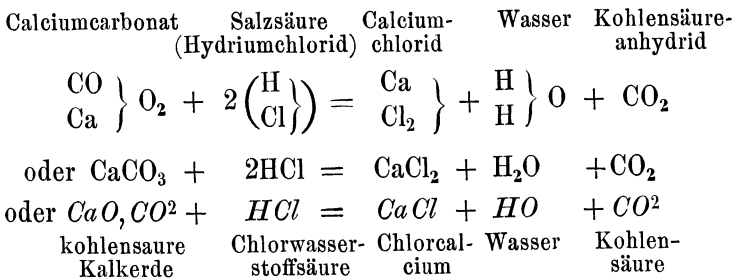 Calciumcarbonat Salzsäure Calcium- Wasser Kohlensäure-
(Hydriumchlorid) chlorid anhydrid
CO H Ca H
} O₂ + 2( }) = } + } O + CO₂
Ca Cl Cl₂ H
oder CaCO₃ + 2HCl = CaCl₂ + H₂O +CO₂
oder CaO, CO² + HCl = CaCl + HO + CO²
kohlensaure Chlorwasser- Chlorcal- Wasser Kohlen-
Kalkerde stoffsäure cium säure